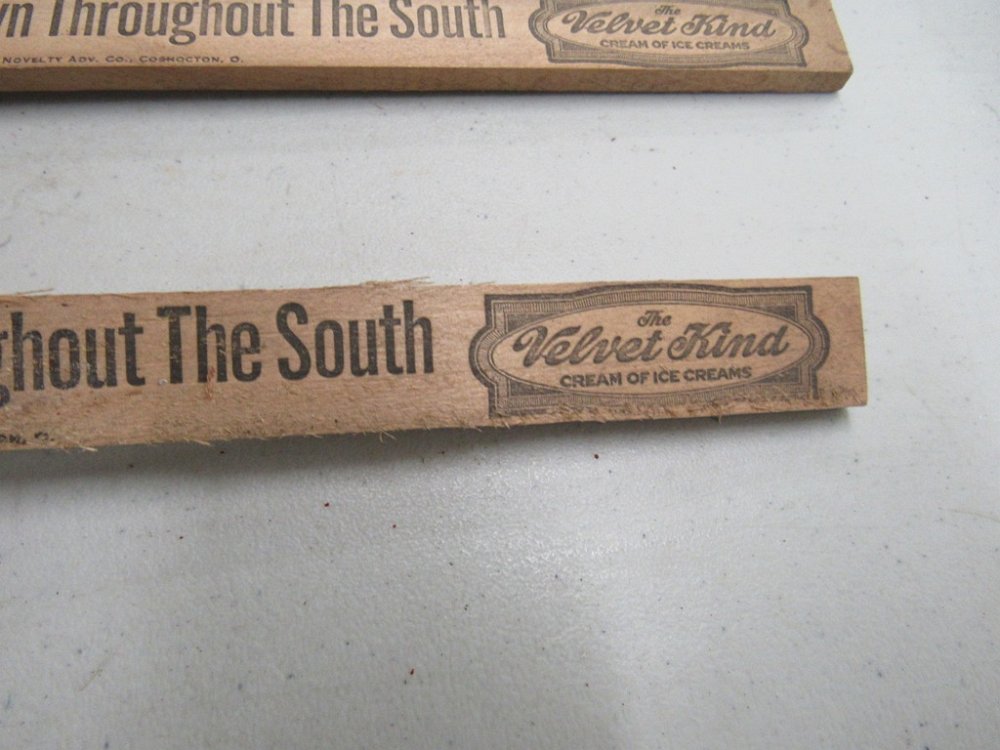 wn Throughout The South
NOVELTY ADV. CO., COSHOCTON, O.
The
Velvet Kind
CREAM OF ICE CREAMS
ghout The South
The
Velvet Kind
CREAM OF ICE CREAMS